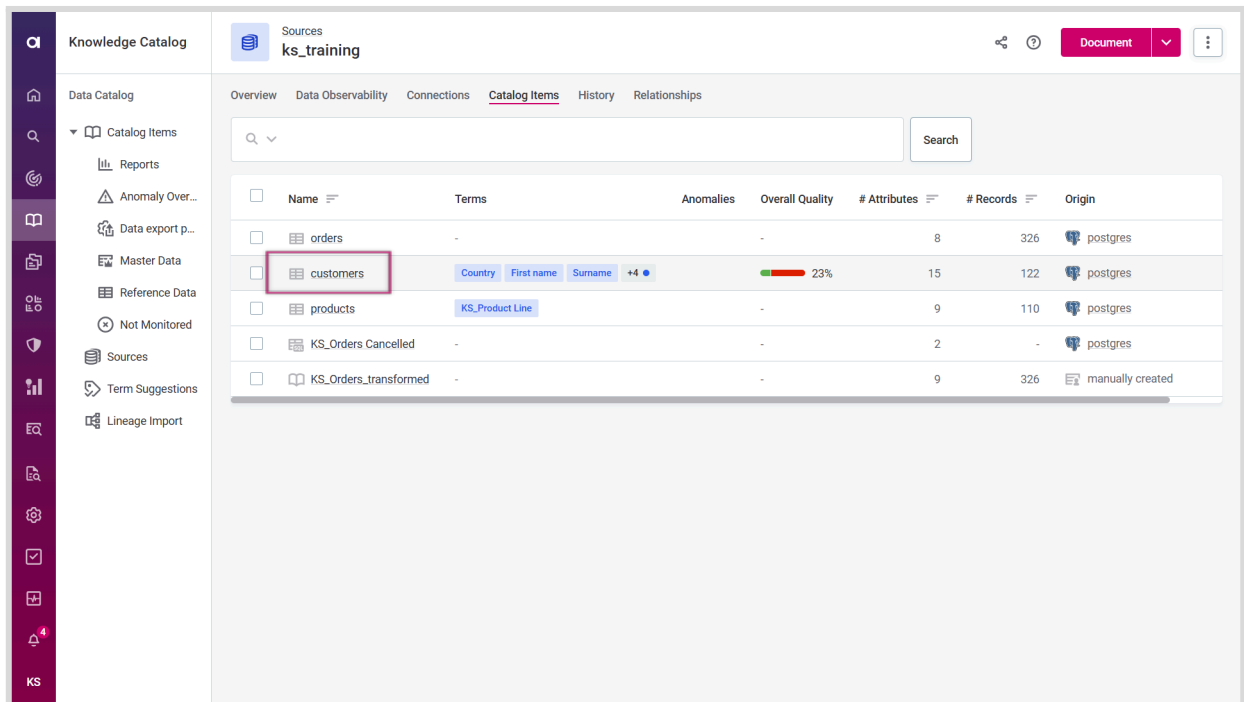 Knowledge Catalog
Sources
ks_training
Document
Data Catalog
Catalog Items
Reports
Anomaly Over...
Data export p...
Master Data
Reference Data
Not Monitored
Sources
Term Suggestions
Lineage Import
4
KS
Overview Data Observability Connections Catalog Items History Relationships
Search
Name Terms Anomalies Overall Quality # Attributes # Records Origin
orders - - 8 326 postgres
customers Country First name Surname +4 23% 15 122 postgres
products KS_Product Line - 9 110 postgres
KS_Orders Cancelled - - 2 - postgres
KS_Orders_transformed - - 9 326 manually created